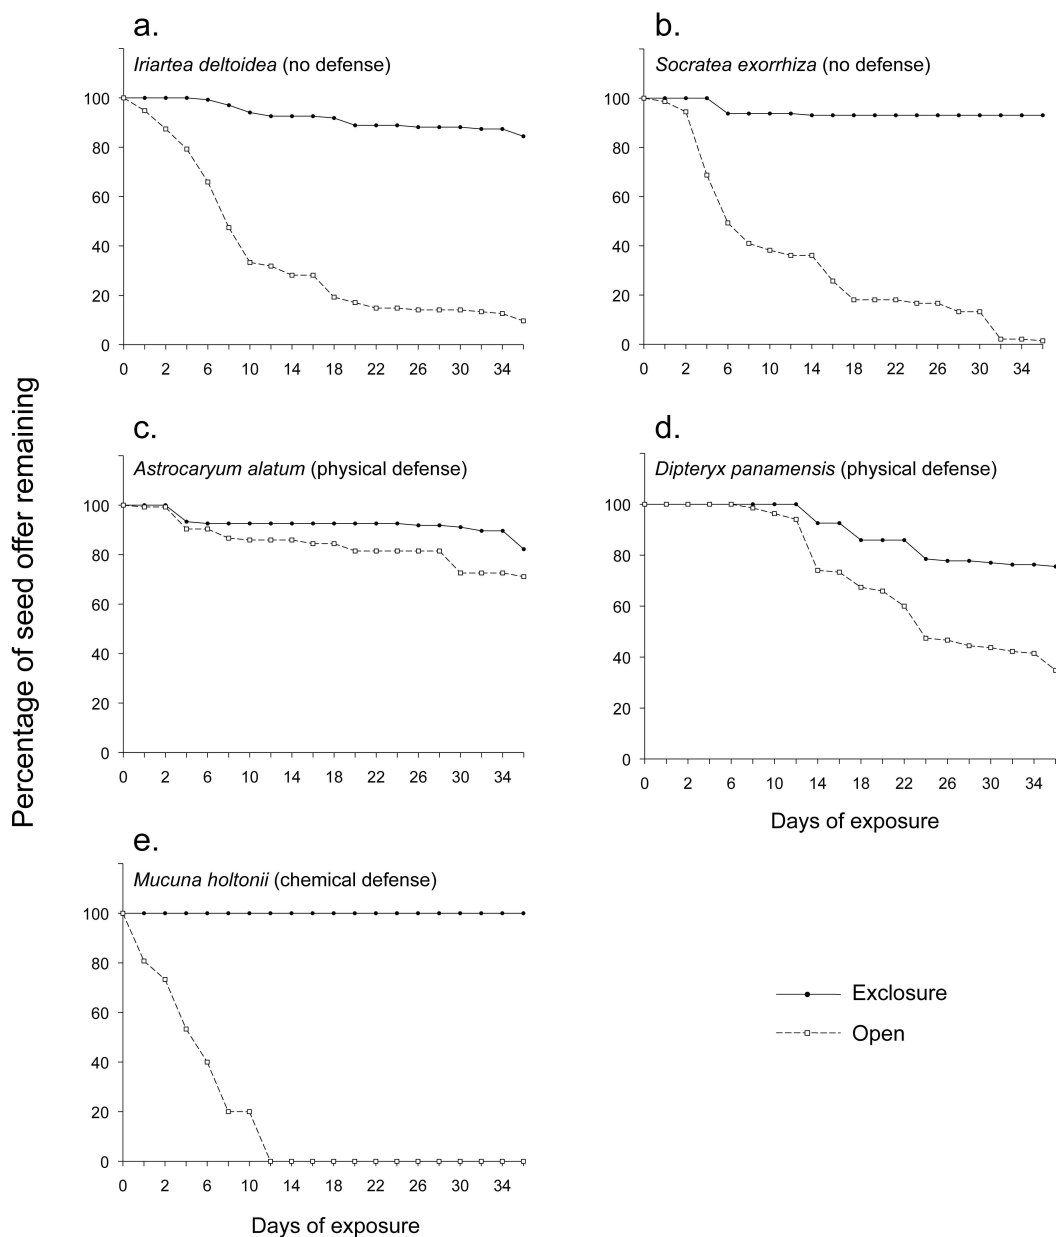 a.
Iriartea deltoidea (no defense)
100
80
60
40
20
0
0 2 6 10 14 18 22 26 30 34
b.
Socratea exorrhiza (no defense)
100
80
60
40
20
0
0 2 6 10 14 18 22 26 30 34
Percentage of seed offer remaining
c.
Astrocaryum alatum (physical defense)
100
80
60
40
20
0
0 2 6 10 14 18 22 26 30 34
d.
Dipteryx panamensis (physical defense)
100
80
60
40
20
0
0 2 6 10 14 18 22 26 30 34
Days of exposure
e.
Mucuna holtonii (chemical defense)
100
80
60
40
20
0
0 2 6 10 14 18 22 26 30 34
Days of exposure
Exclosure
Open